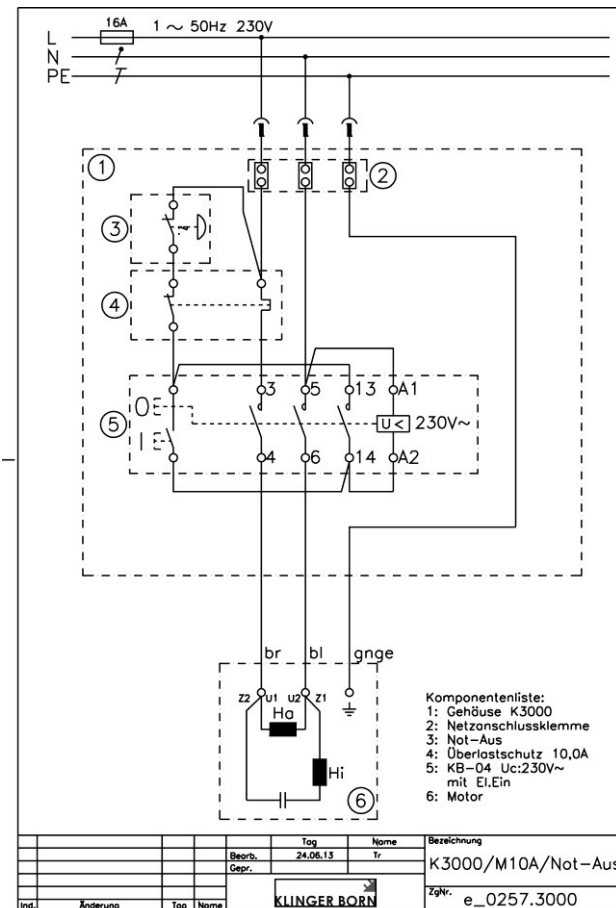 16A 1 ~ 50Hz 230V
L
N
PE
1
2
3
4
3 5 13 A1
O
5
U< 230V~
I
4 6 14 A2
br bl gnge
Z2 U1 U2 Z1
Ha
Hi
6
Komponentenliste:
1: Gehäuse K3000
2: Netzanschlussklemme
3: Not-Aus
4: Überlastschutz 10,0A
5: KB-04 Uc:230V~
mit El.Ein
6: Motor
Tag Name
Bearb. 24.06.13 Tr
Gepr.
Bezeichnung
K3000/M10A/Not-Aus
KLINGER BORN
ZgNr. e_0257.3000
Ind. Änderung Tag Name